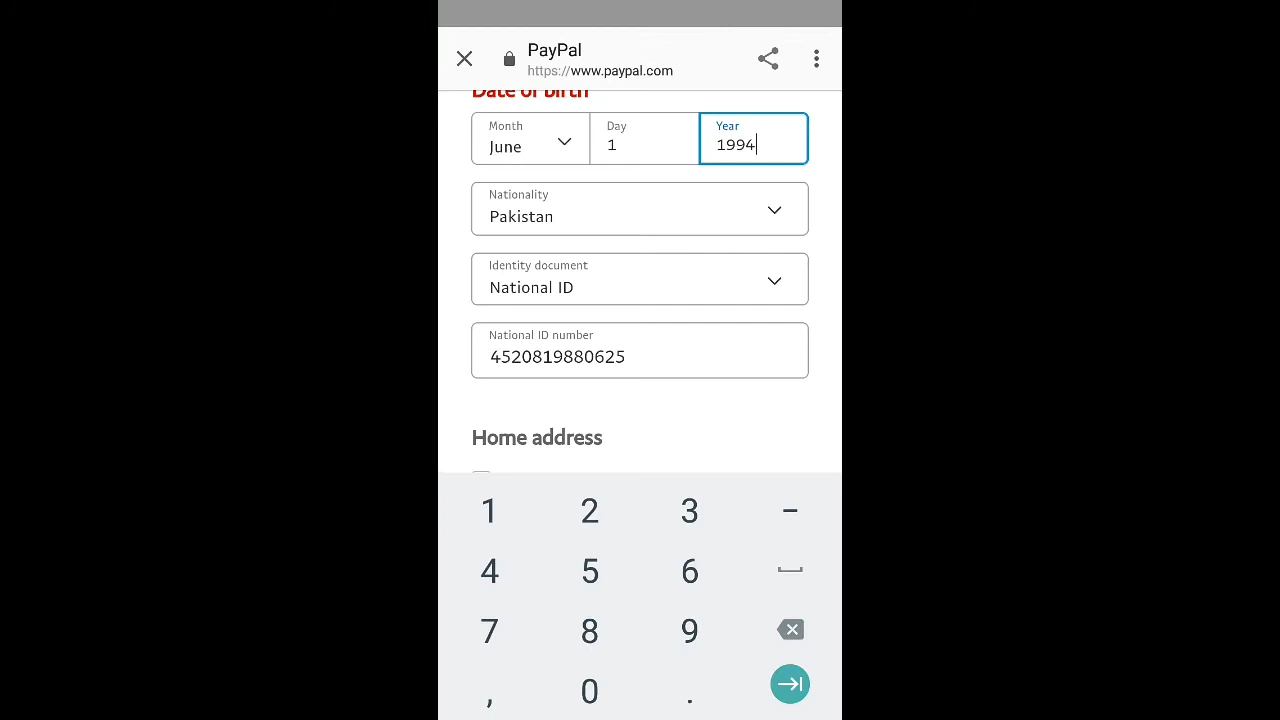 PayPal
https://www.paypal.com
Date of birth
Month
Day
Year
June
1
1994
Nationality
Pakistan
Identity document
National ID
National ID number
4520819880625
Home address
1 2 3 -
4 5 6
7 8 9
, 0 .